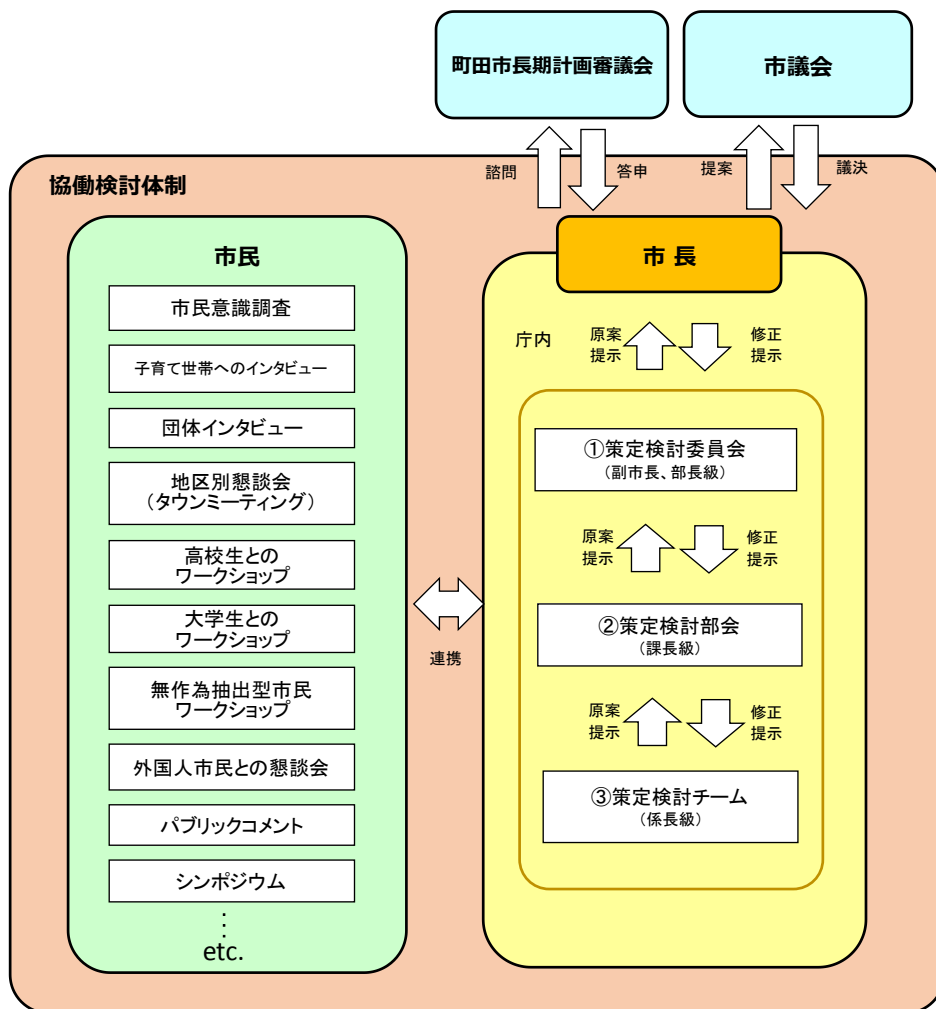 町田市長期計画審議会
市議会
諮問
答申
提案
議決
協働検討体制
市民
市民意識調査
子育て世帯へのインタビュー
団体インタビュー
地区別懇談会
（タウンミーティング）
高校生との
ワークショップ
大学生との
ワークショップ
無作為抽出型市民
ワークショップ
外国人市民との懇談会
パブリックコメント
シンポジウム
⋮
etc.
連携
市 長
庁内
原案
提示
修正
提示
①策定検討委員会
（副市長、部長級）
原案
提示
修正
提示
②策定検討部会
（課長級）
原案
提示
修正
提示
③策定検討チーム
（係長級）